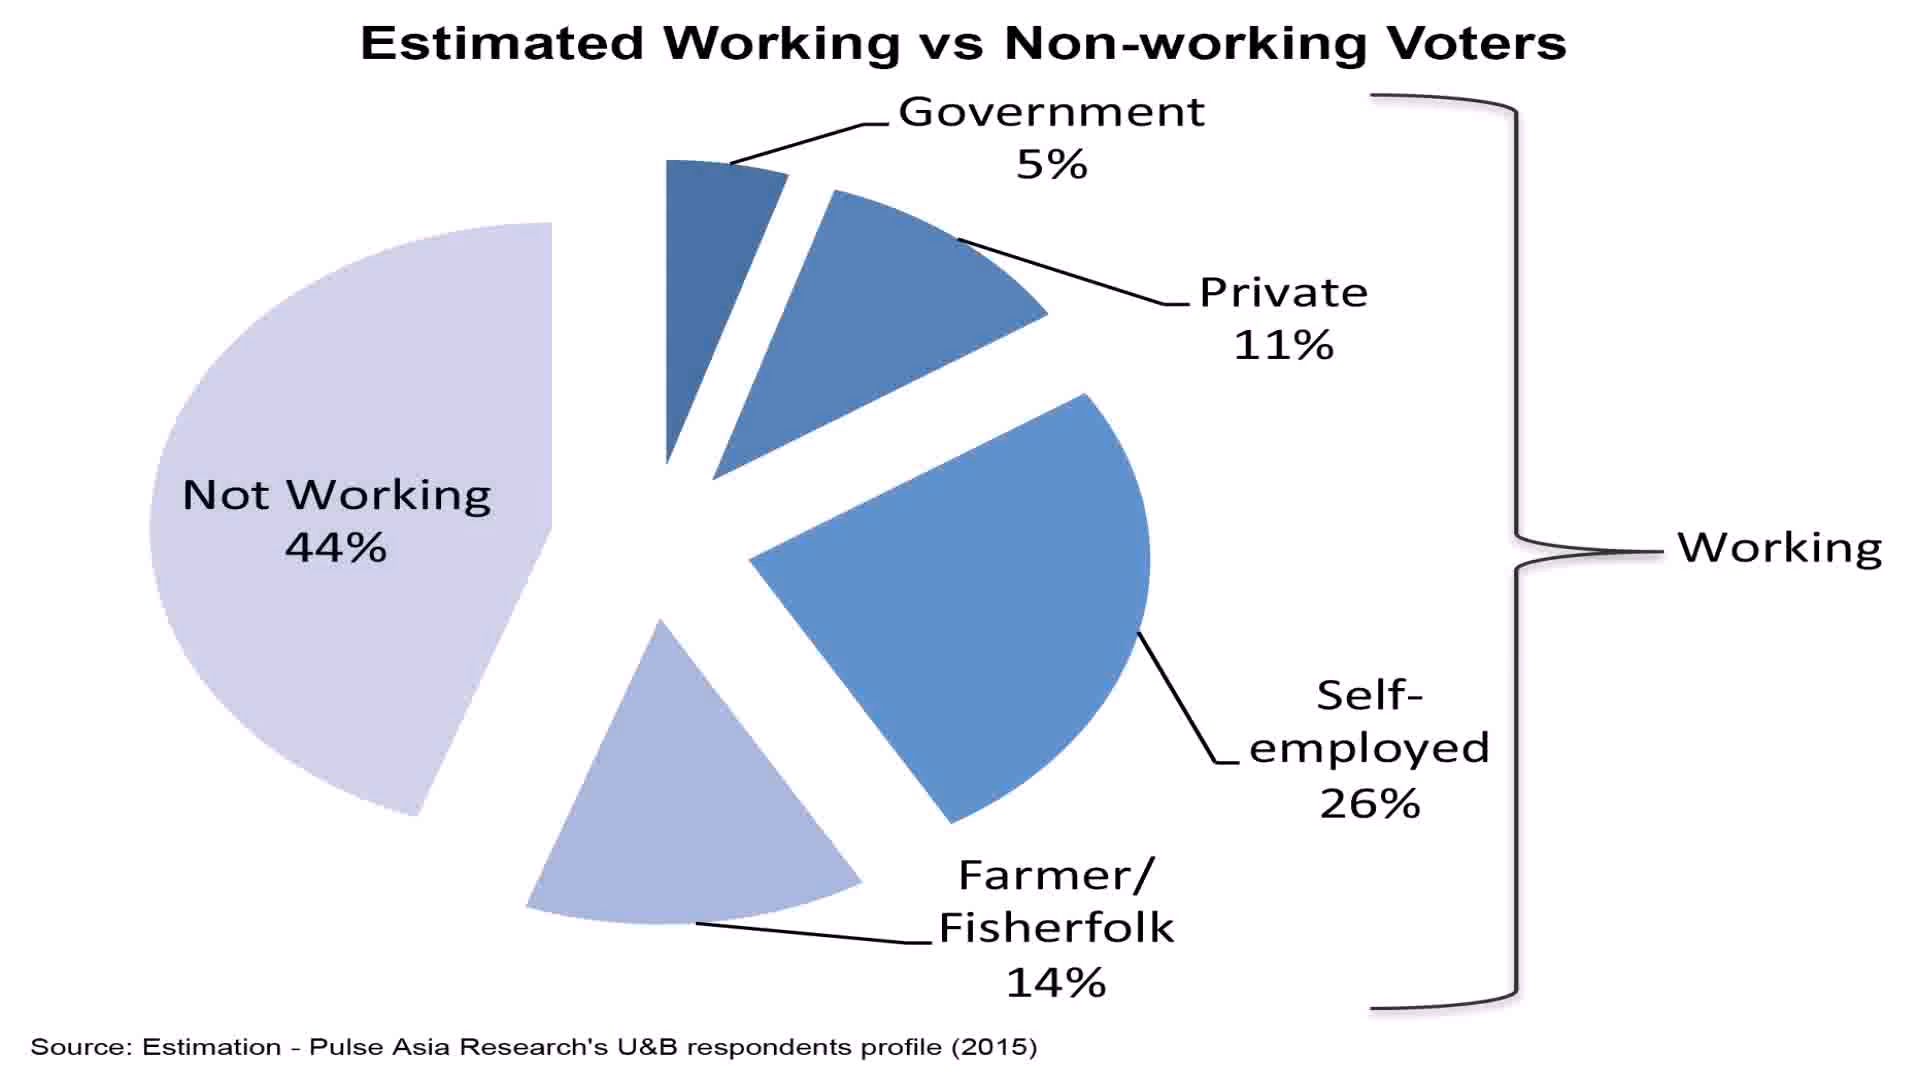 Estimated Working vs Non-working Voters
Government
5%
Private
11%
Not Working
44%
Working
Self-
employed
26%
Farmer/
Fisherfolk
14%
Source: Estimation - Pulse Asia Research's U&B respondents profile (2015)